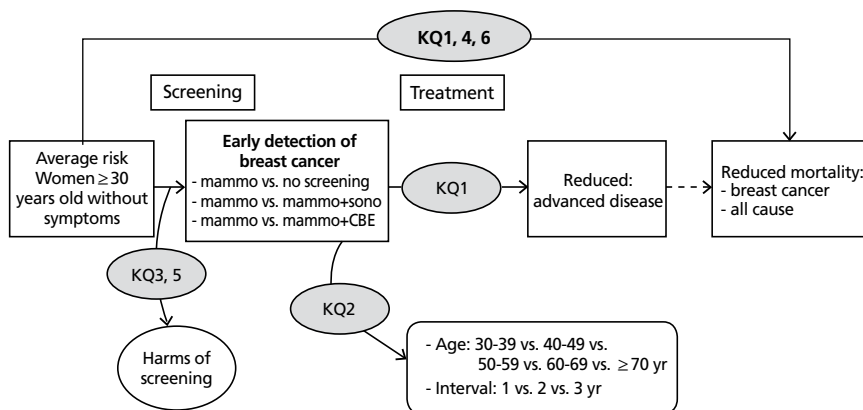 KQ1, 4, 6
Screening
Treatment
Average risk
Women ≥30
years old without
symptoms
Early detection of
breast cancer
- mammo vs. no screening
- mammo vs. mammo+sono
- mammo vs. mammo+CBE
KQ1
Reduced:
advanced disease
Reduced mortality:
- breast cancer
- all cause
KQ3, 5
KQ2
Harms of
screening
- Age: 30-39 vs. 40-49 vs.
50-59 vs. 60-69 vs. ≥70 yr
- Interval: 1 vs. 2 vs. 3 yr